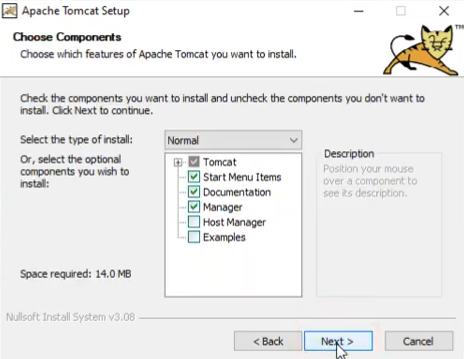 Apache Tomcat Setup
Choose Components
Choose which features of Apache Tomcat you want to install.
TM
Check the components you want to install and uncheck the components you don't want to
install. Click Next to continue.
Select the type of install:
Normal
Or, select the optional
components you wish to
install:
Tomcat
Start Menu Items
Documentation
Manager
Host Manager
Examples
Description
Position your mouse
over a component to
see its description.
Space required: 14.0 MB
Nullsoft Install System v3.08
< Back
Next >
Cancel